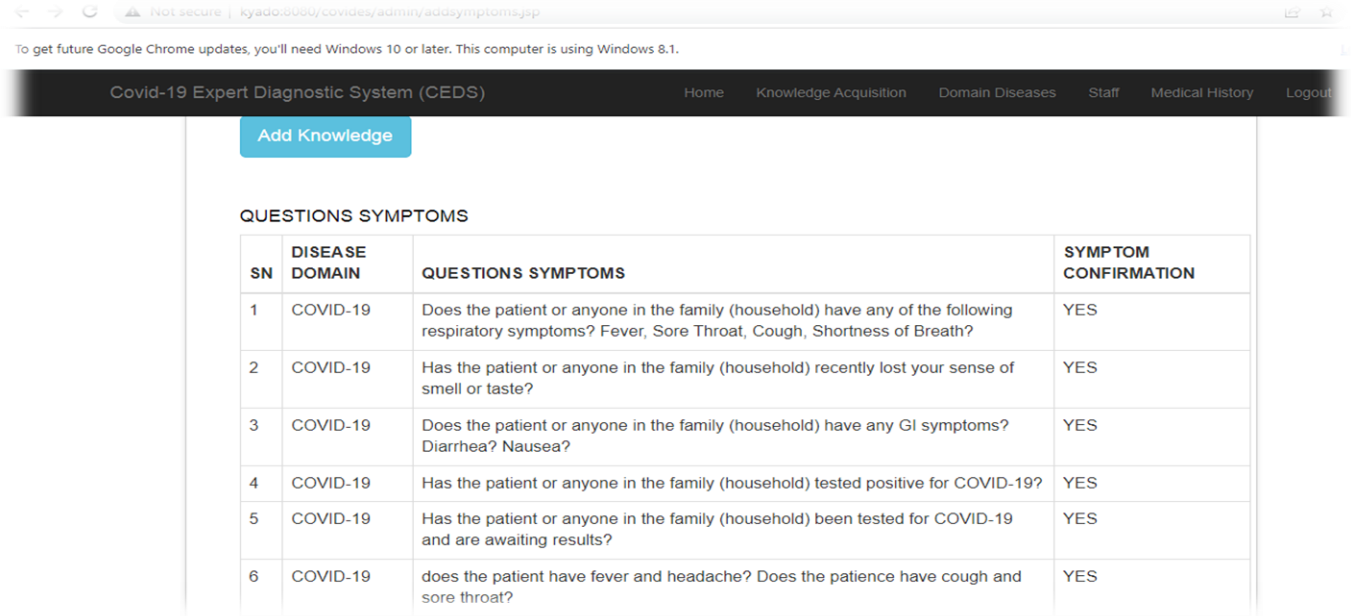 Not secure | kyado:8080/covides/admin/addsymptoms.jsp
To get future Google Chrome updates, you'll need Windows 10 or later. This computer is using Windows 8.1.
Covid-19 Expert Diagnostic System (CEDS) Home Knowledge Acquisition Domain Diseases Staff Medical History Logout
Add Knowledge
QUESTIONS SYMPTOMS
SN DISEASE DOMAIN QUESTIONS SYMPTOMS SYMPTOM CONFIRMATION
1 COVID-19 Does the patient or anyone in the family (household) have any of the following YES
respiratory symptoms? Fever, Sore Throat, Cough, Shortness of Breath?
2 COVID-19 Has the patient or anyone in the family (household) recently lost your sense of YES
smell or taste?
3 COVID-19 Does the patient or anyone in the family (household) have any GI symptoms? YES
Diarrhea? Nausea?
4 COVID-19 Has the patient or anyone in the family (household) tested positive for COVID-19? YES
5 COVID-19 Has the patient or anyone in the family (household) been tested for COVID-19 YES
and are awaiting results?
6 COVID-19 does the patient have fever and headache? Does the patience have cough and YES
sore throat?